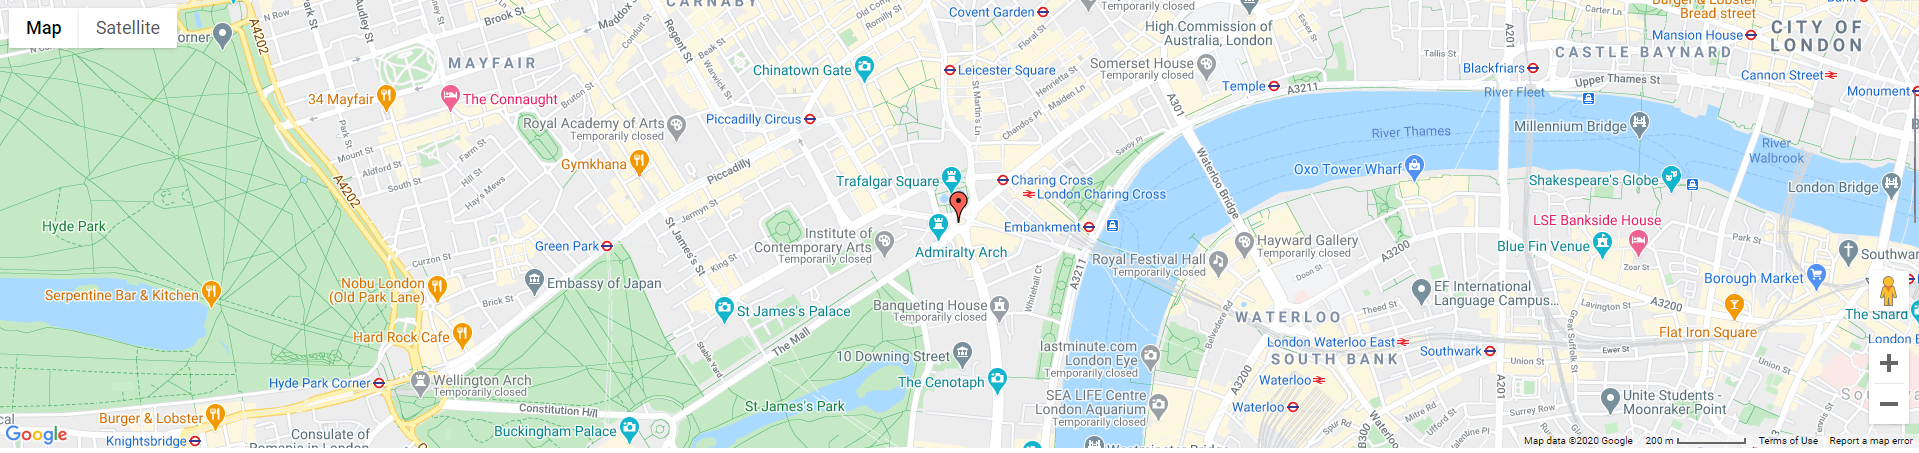 Map
Satellite
N Row
orner
A4202
Audley St
Brook St
Maddox S
MAYFAIR
Conduit St
Regent St
CARNABY
Beak St
Warwick St
Old Comp
Romilly St
Covent Garden
Floral St
Temporarily closed
High Commission of
Australia, London
Carter Ln
Burger & Lobster
Bread street
Bank
Mansion House
CITY OF
LONDON
A201
Tallis St
CASTLE BAYNARD
Chinatown Gate
Leicester Square
Somerset House
Temporarily closed
Henrietta St
Maiden Ln
Temple
A3211
Blackfriars
Upper Thames St
Cannon Street
Monument
River Fleet
34 Mayfair
The Connaught
Bruton St
Royal Academy of Arts
Temporarily closed
Piccadilly Circus
St Martin's Ln
Chandos Pl
A301
Savoy Pl
River Thames
Millennium Bridge
River
Walbrook
Park St
Mount St
Aldford St
South St
Farm St
Hill St
Hay's Mews
Gymkhana
Piccadilly
Trafalgar Square
Charing Cross
London Charing Cross
Waterloo Bridge
Oxo Tower Wharf
Shakespeare's Globe
London Bridge
A4202
Jermyn St
St James's St
Hyde Park
Green Park
Curzon St
King St
Institute of
Contemporary Arts
Temporarily closed
Admiralty Arch
Embankment
A3211
Royal Festival Hall
Temporarily closed
Hayward Gallery
Temporarily closed
Doon St
A3200
LSE Bankside House
Blue Fin Venue
Zoar St
Southwar
Borough Market
Serpentine Bar & Kitchen
Nobu London
(Old Park Lane)
Brick St
Embassy of Japan
St James's Palace
Banqueting House
Temporarily closed
Whitehall Ct
Belvedere Rd
WATERLOO
Theed St
EF International
Language Campus...
Lavington St
A3200
Great Suffolk St
Flat Iron Square
The Shard
Hard Rock Cafe
Stable Yard
The Mall
10 Downing Street
lastminute.com
London Eye
Temporarily closed
London Waterloo East
SOUTH BANK
Southwark
Ewer St
Union St
Union St
London B
Hyde Park Corner
Wellington Arch
Temporarily closed
The Cenotaph
A3200
Waterloo
A201
Constitution Hill
St James's Park
SEA LIFE Centre
London Aquarium
Temporarily closed
Waterloo
Mitre Rd
Ufford St
Surrey Row
Unite Students -
Moonraker Point
cal
Burger & Lobster
Buckingham Palace
Google
Knightsbridge
Consulate of
Romania in London
Westminster Bridge
B300
Valentine Pl
Map data ©2020 Google
200 m
Terms of Use
Report a map error